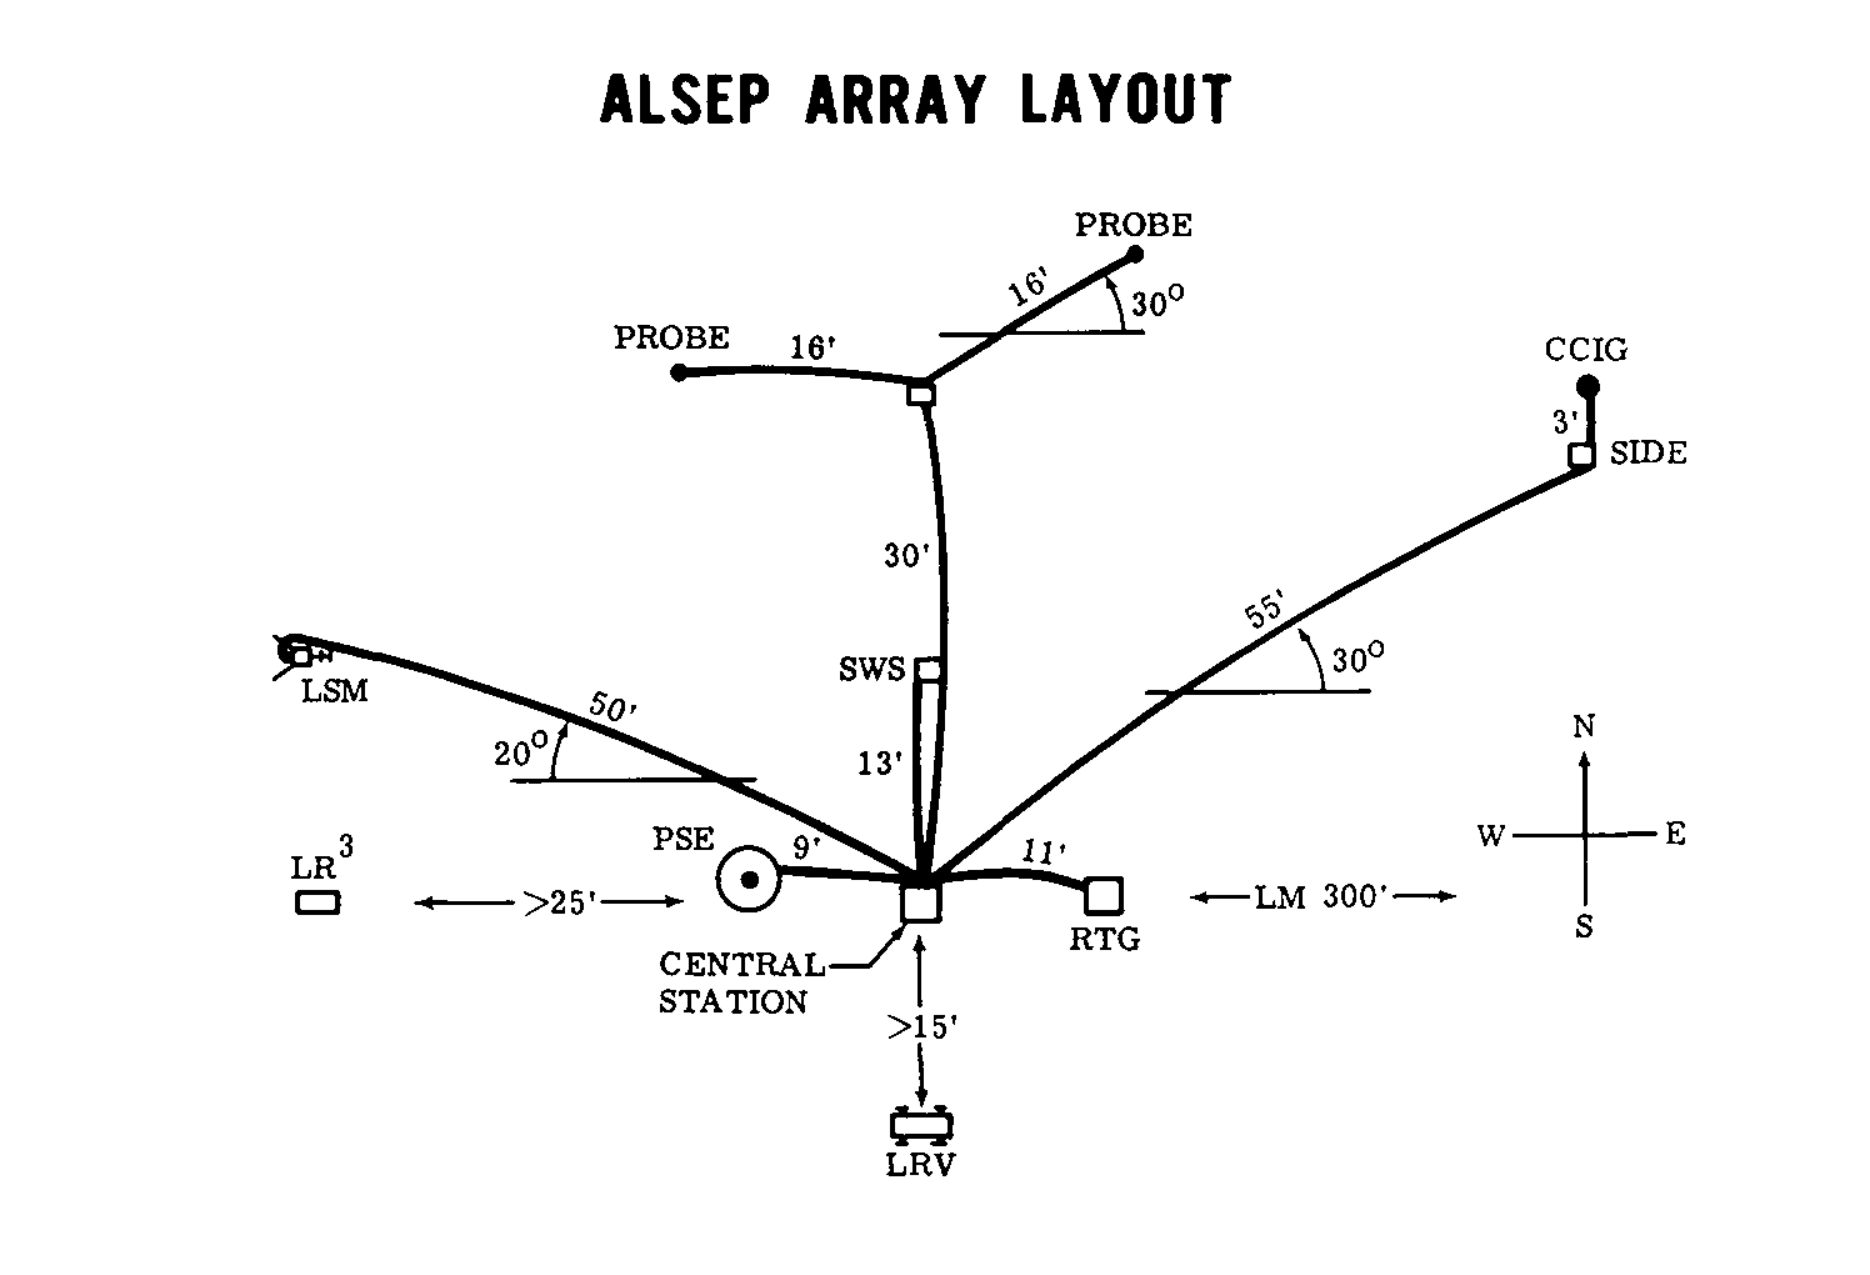 ALSEP ARRAY LAYOUT
PROBE
16'
30°
PROBE
16'
CCIG
3'
SIDE
30'
55'
30°
SWS
LSM
50'
20°
13'
N
W
E
S
PSE
9'
11'
LR³
>25'
LM 300'
RTG
CENTRAL
STATION
>15'
LRV